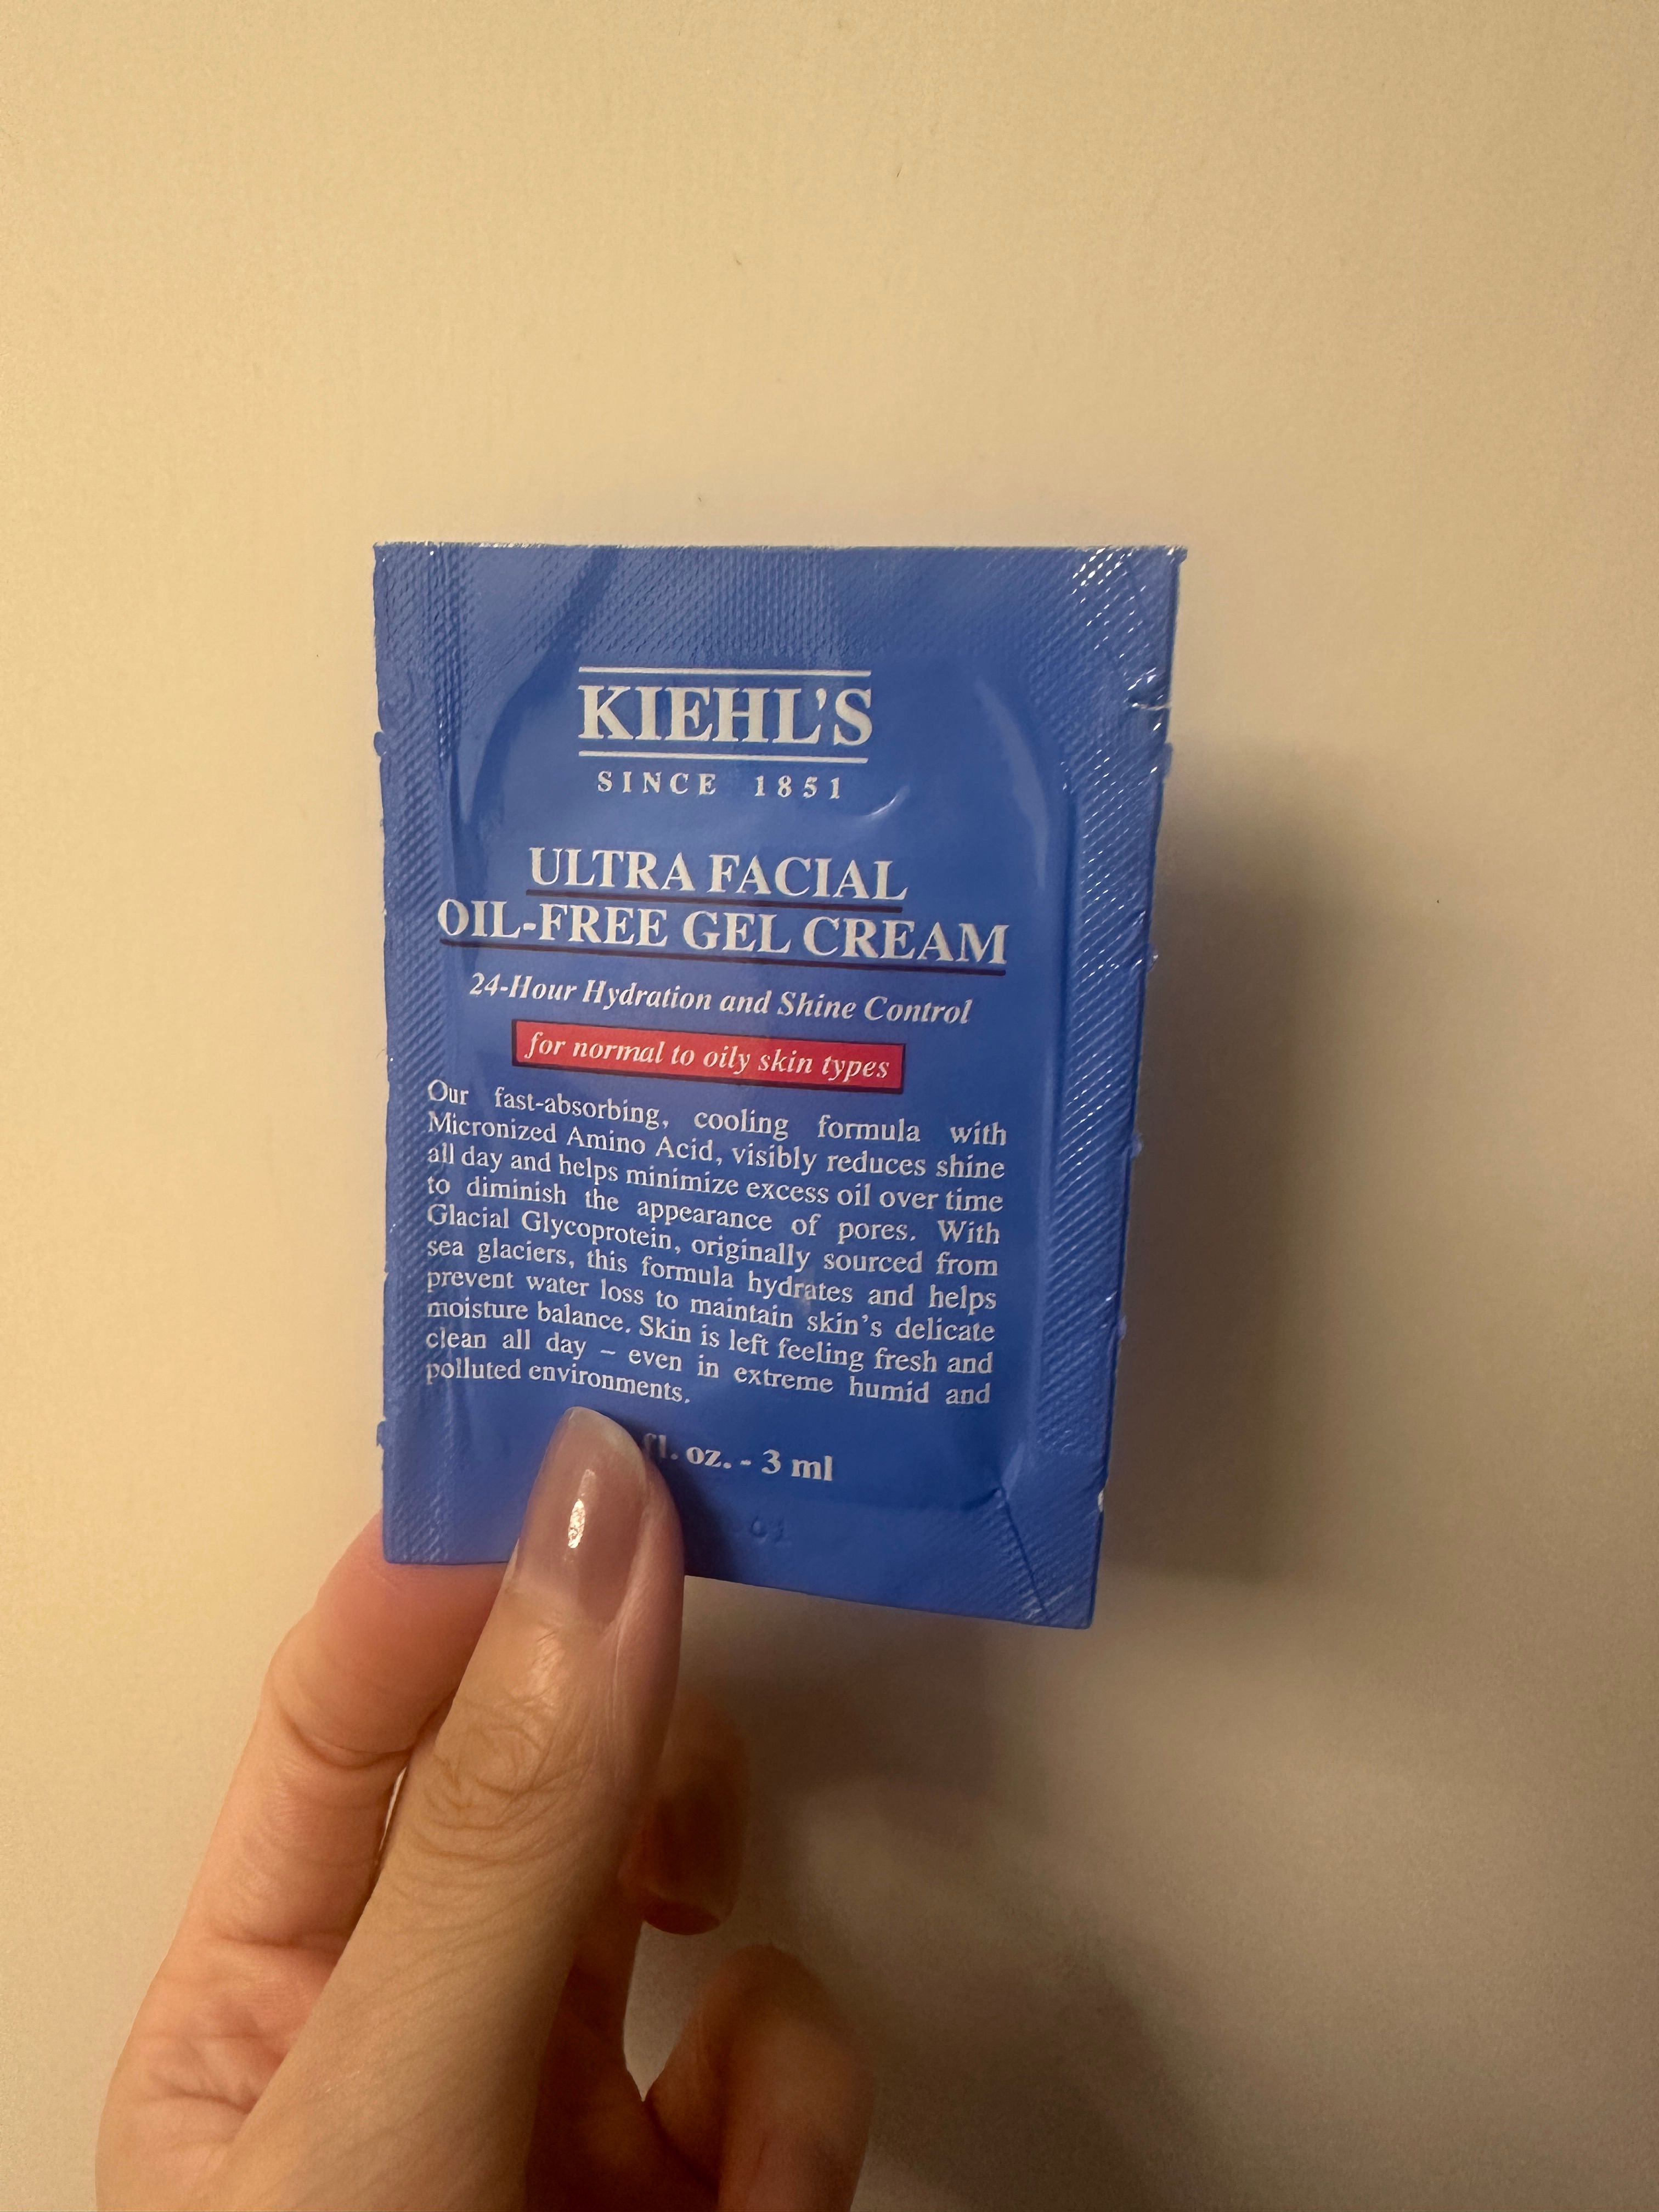 KIEHL'S
SINCE 1851
ULTRA FACIAL
OIL-FREE GEL CREAM
24-Hour Hydration and Shine Control
for normal to oily skin types
Our fast-absorbing, cooling formula with
Micronized Amino Acid, visibly reduces shine
all day and helps minimize excess oil over time
to diminish the appearance of pores. With
Glacial Glycoprotein, originally sourced from
sea glaciers, this formula hydrates and helps
prevent water loss to maintain skin's delicate
moisture balance. Skin is left feeling fresh and
clean all day – even in extreme humid and
polluted environments.
fl. oz. - 3 ml